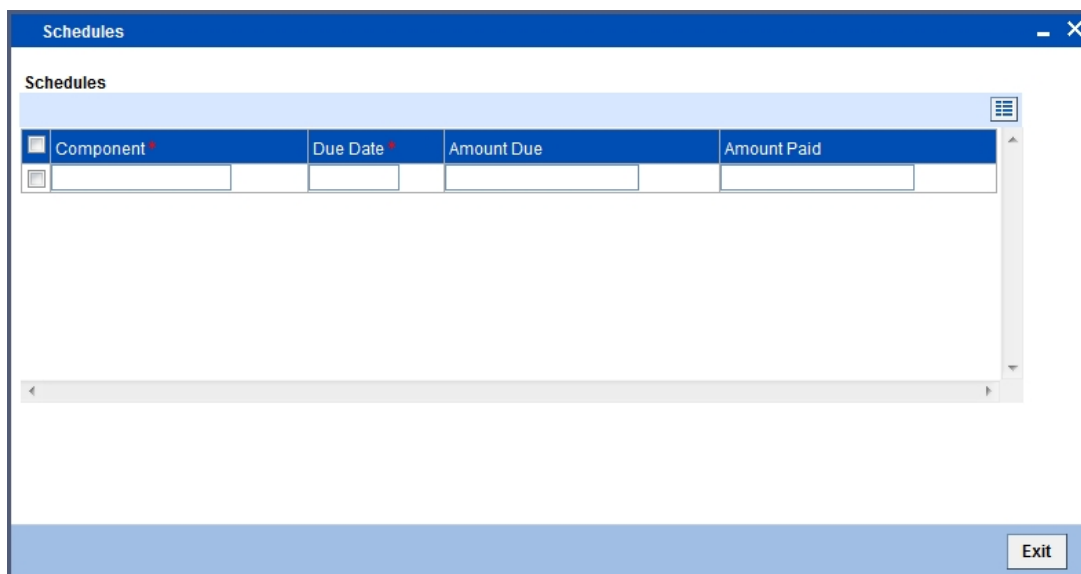 Schedules
Schedules
Component * Due Date * Amount Due Amount Paid
Exit